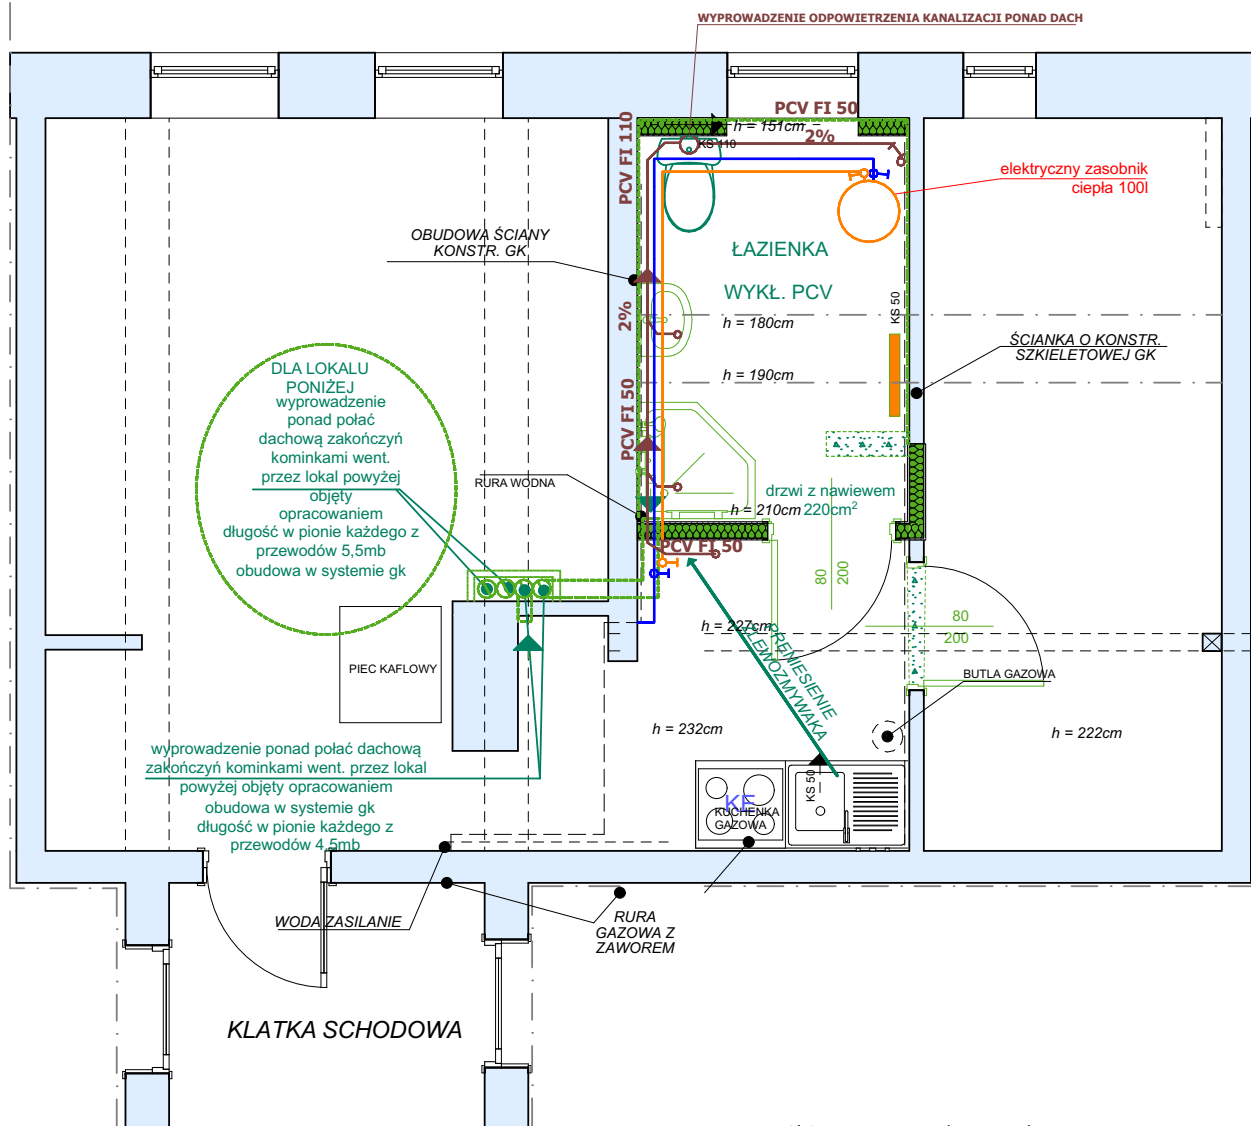 WYPROWADZENIE ODPOWIETRZENIA KANALIZACJI PONAD DACH
PCV FI 50
h = 151cm
2%
KS 110
PCV FI 110
elektryczny zasobnik
ciepła 100l
OBUDOWA ŚCIANY
KONSTR. GK
ŁAZIENKA
WYKŁ. PCV
KS 50
2%
h = 180cm
ŚCIANKA O KONSTR.
SZKIELETOWEJ GK
h = 190cm
DLA LOKALU
PONIŻEJ
wyprowadzenie
ponad połać
dachową zakończyń
kominkami went.
przez lokal powyżej
objęty
opracowaniem
długość w pionie każdego z
przewodów 5,5mb
obudowa w systemie gk
PCV FI 50
RURA WODNA
drzwi z nawiewem
h = 210cm 220cm²
PCV FI 50
80
200
h = 227cm
80
200
PRENIESIENIE
ZLEWOZMYWAKA
PIEC KAFLOWY
BUTLA GAZOWA
h = 232cm
h = 222cm
wyprowadzenie ponad połać dachową
zakończyń kominkami went. przez lokal
powyżej objęty opracowaniem
obudowa w systemie gk
długość w pionie każdego z
przewodów 4,5mb
KS 50
KE
KUCHENKA
GAZOWA
WODA ZASILANIE
RURA
GAZOWA Z
ZAWOREM
KLATKA SCHODOWA